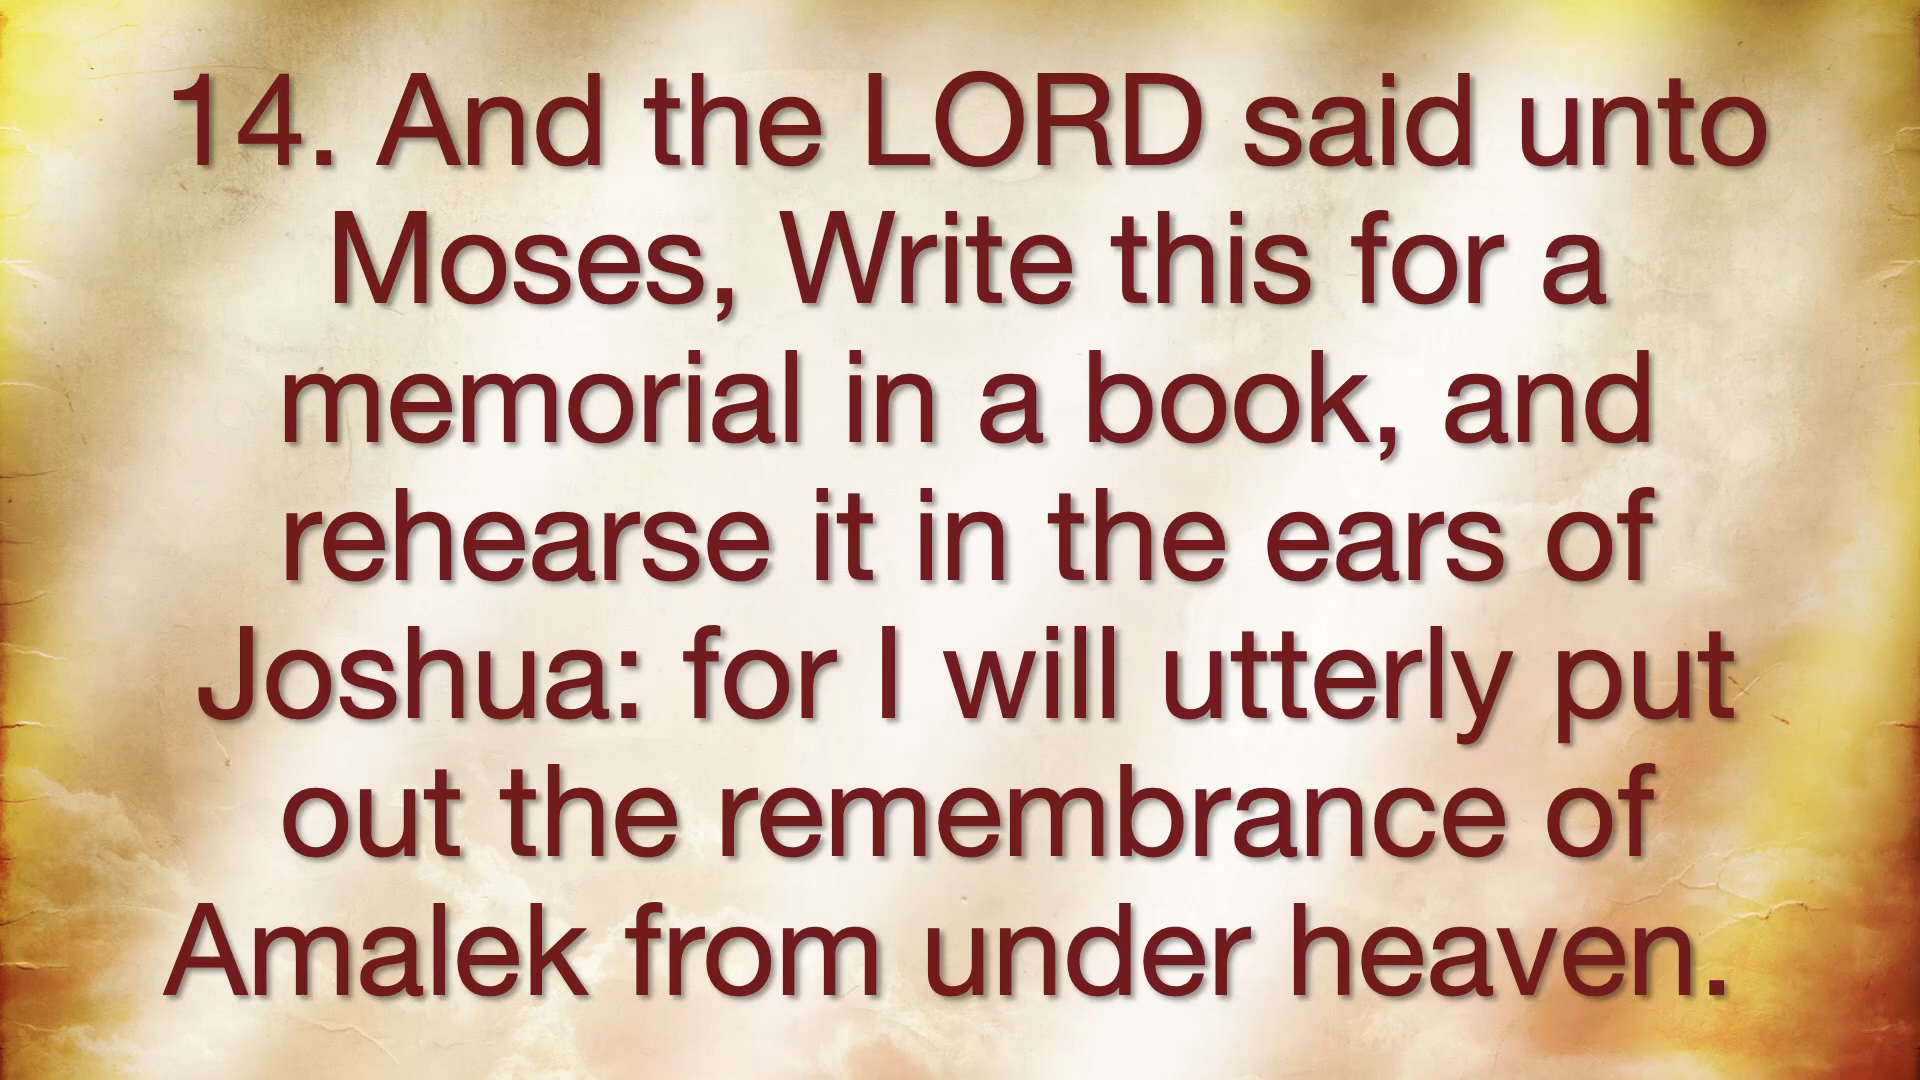 14. And the LORD said unto
Moses, Write this for a
memorial in a book, and
rehearse it in the ears of
Joshua: for I will utterly put
out the remembrance of
Amalek from under heaven.